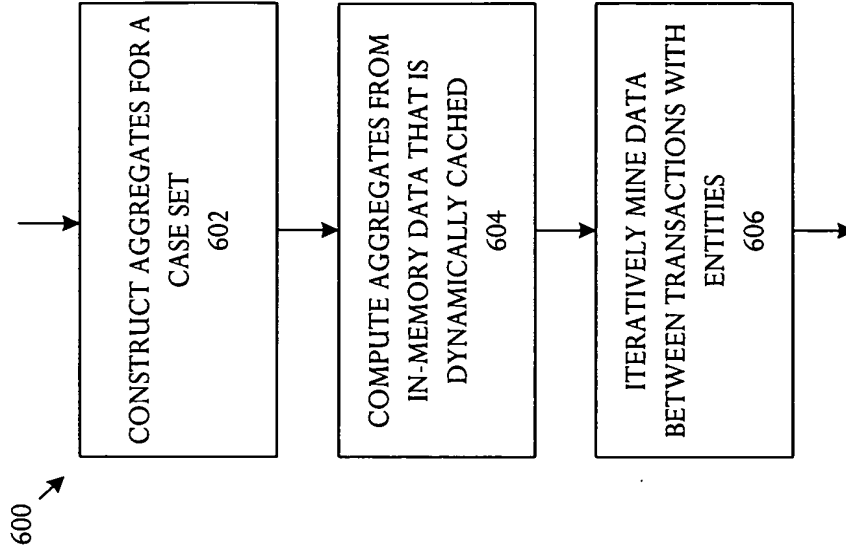 600
CONSTRUCT AGGREGATES FOR A
CASE SET
602
COMPUTE AGGREGATES FROM
IN-MEMORY DATA THAT IS
DYNAMICALLY CACHED
604
ITERATIVELY MINE DATA
BETWEEN TRANSACTIONS WITH
ENTITIES
606